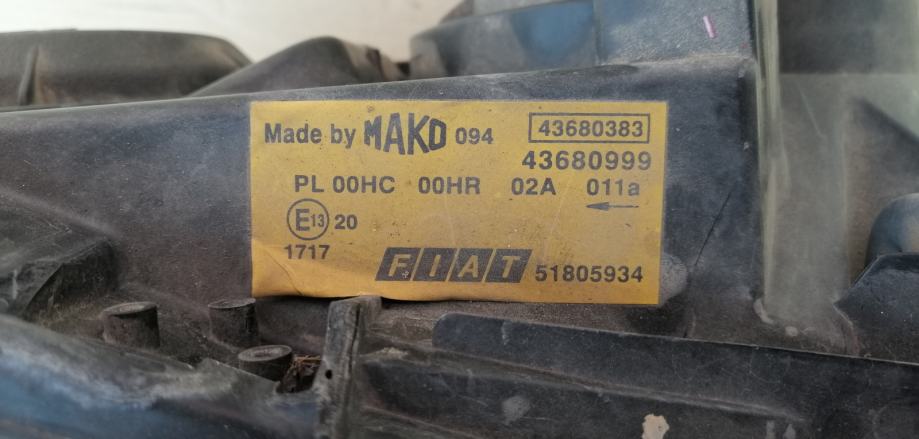 Made by MAKO 094 43680383
43680999
PL 00HC 00HR 02A 011a
E13 20
1717
FIAT 51805934